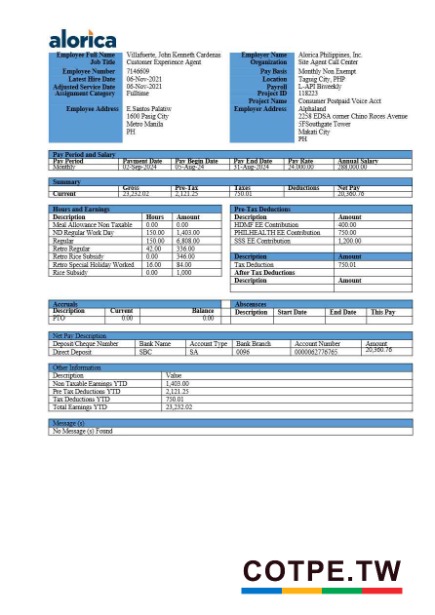 alorica
Employee Full Name Villafuerte, John Kenneth Cardenas Employer Name Alorica Philippines, Inc.
Job Title Customer Experience Agent Organization Site Agent Call Center
Employee Number 7146609 Pay Basis Monthly Non Exempt
Latest Hire Date 06-Nov-2021 Location Taguig City, PHP
Adjusted Service Date 06-Nov-2021 Payroll L-API Biweekly
Assignment Category Fulltime Project ID 118223
Project Name Consumer Postpaid Voice Acct
Employee Address E.Santos Palatiw Employer Address Alphaland
1600 Pasig City 2258 EDSA corner Chino Roces Avenue
Metro Manila 5FSouthgate Tower
PH Makati City
PH
Pay Period and Salary
Pay Period Payment Date Pay Begin Date Pay End Date Pay Rate Annual Salary
Monthly 02-Sep-2024 05-Aug-24 31-Aug-2024 24,000.00 288,000.00
Summary
Gross Pre-Tax Taxes Deductions Net Pay
Current 23,232.02 2,121.25 750.01 20,360.76
Hours and Earnings Pre-Tax Deductions
Description Hours Amount Description Amount
Meal Allowance Non Taxable 0.00 0.00 HDMF EE Contribution 400.00
ND Regular Work Day 150.00 1,403.00 PHILHEALTH EE Contribution 750.00
Regular 150.00 6,808.00 SSS EE Contribution 1,200.00
Retro Regular 42.00 336.00
Retro Rice Subsidy 0.00 346.00 Description Amount
Retro Special Holiday Worked 16.00 84.00 Tax Deduction 750.01
Rice Subsidy 0.00 1,000 After Tax Deductions
Description Amount
Accruals Abscences
Description Current Balance Description Start Date End Date This Pay
PTO 0.00 0.00
Net Pay Description
Deposit Cheque Number Bank Name Account Type Bank Branch Account Number Amount
Direct Deposit SBC SA 0096 0000062776765 20,360.76
Other Information
Description Value
Non Taxable Earnings YTD 1,403.00
Pre Tax Deductions YTD 2,121.25
Tax Deductions YTD 750.01
Total Earnings YTD 23,232.02
Message (s)
No Message (s) Found
COTPE.TW